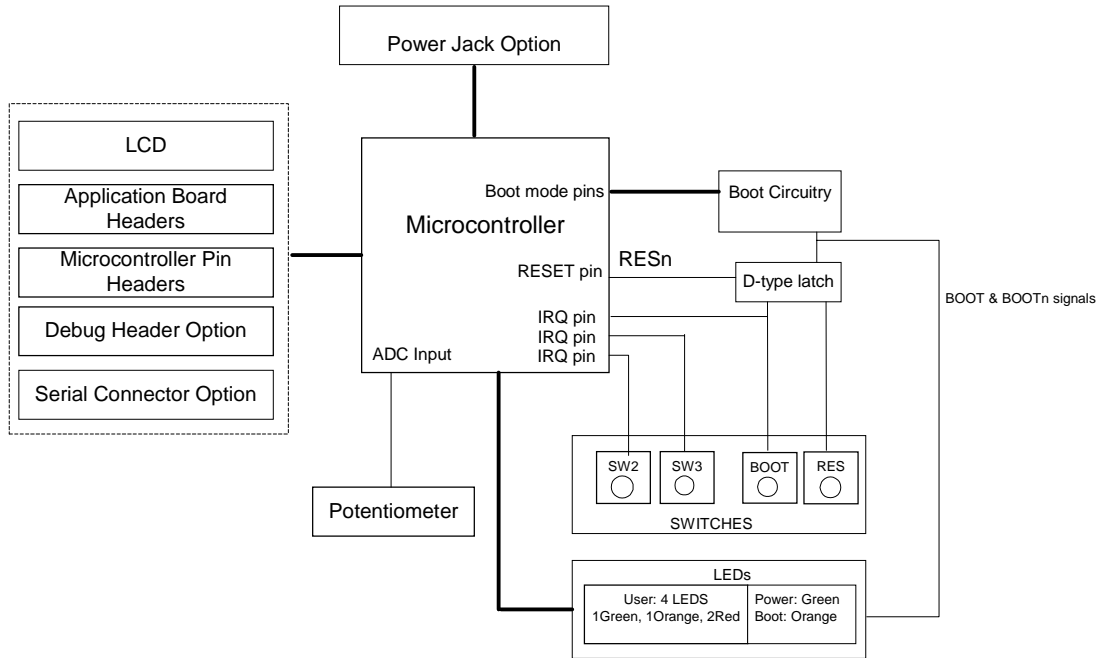 Power Jack Option
LCD
Application Board
Headers
Microcontroller Pin
Headers
Debug Header Option
Serial Connector Option
Boot mode pins
Microcontroller
RESET pin
IRQ pin
IRQ pin
IRQ pin
ADC Input
RESn
Boot Circuitry
D-type latch
BOOT & BOOTn signals
Potentiometer
SW2
SW3
BOOT
RES
SWITCHES
LEDs
User: 4 LEDS
1Green, 1Orange, 2Red
Power: Green
Boot: Orange